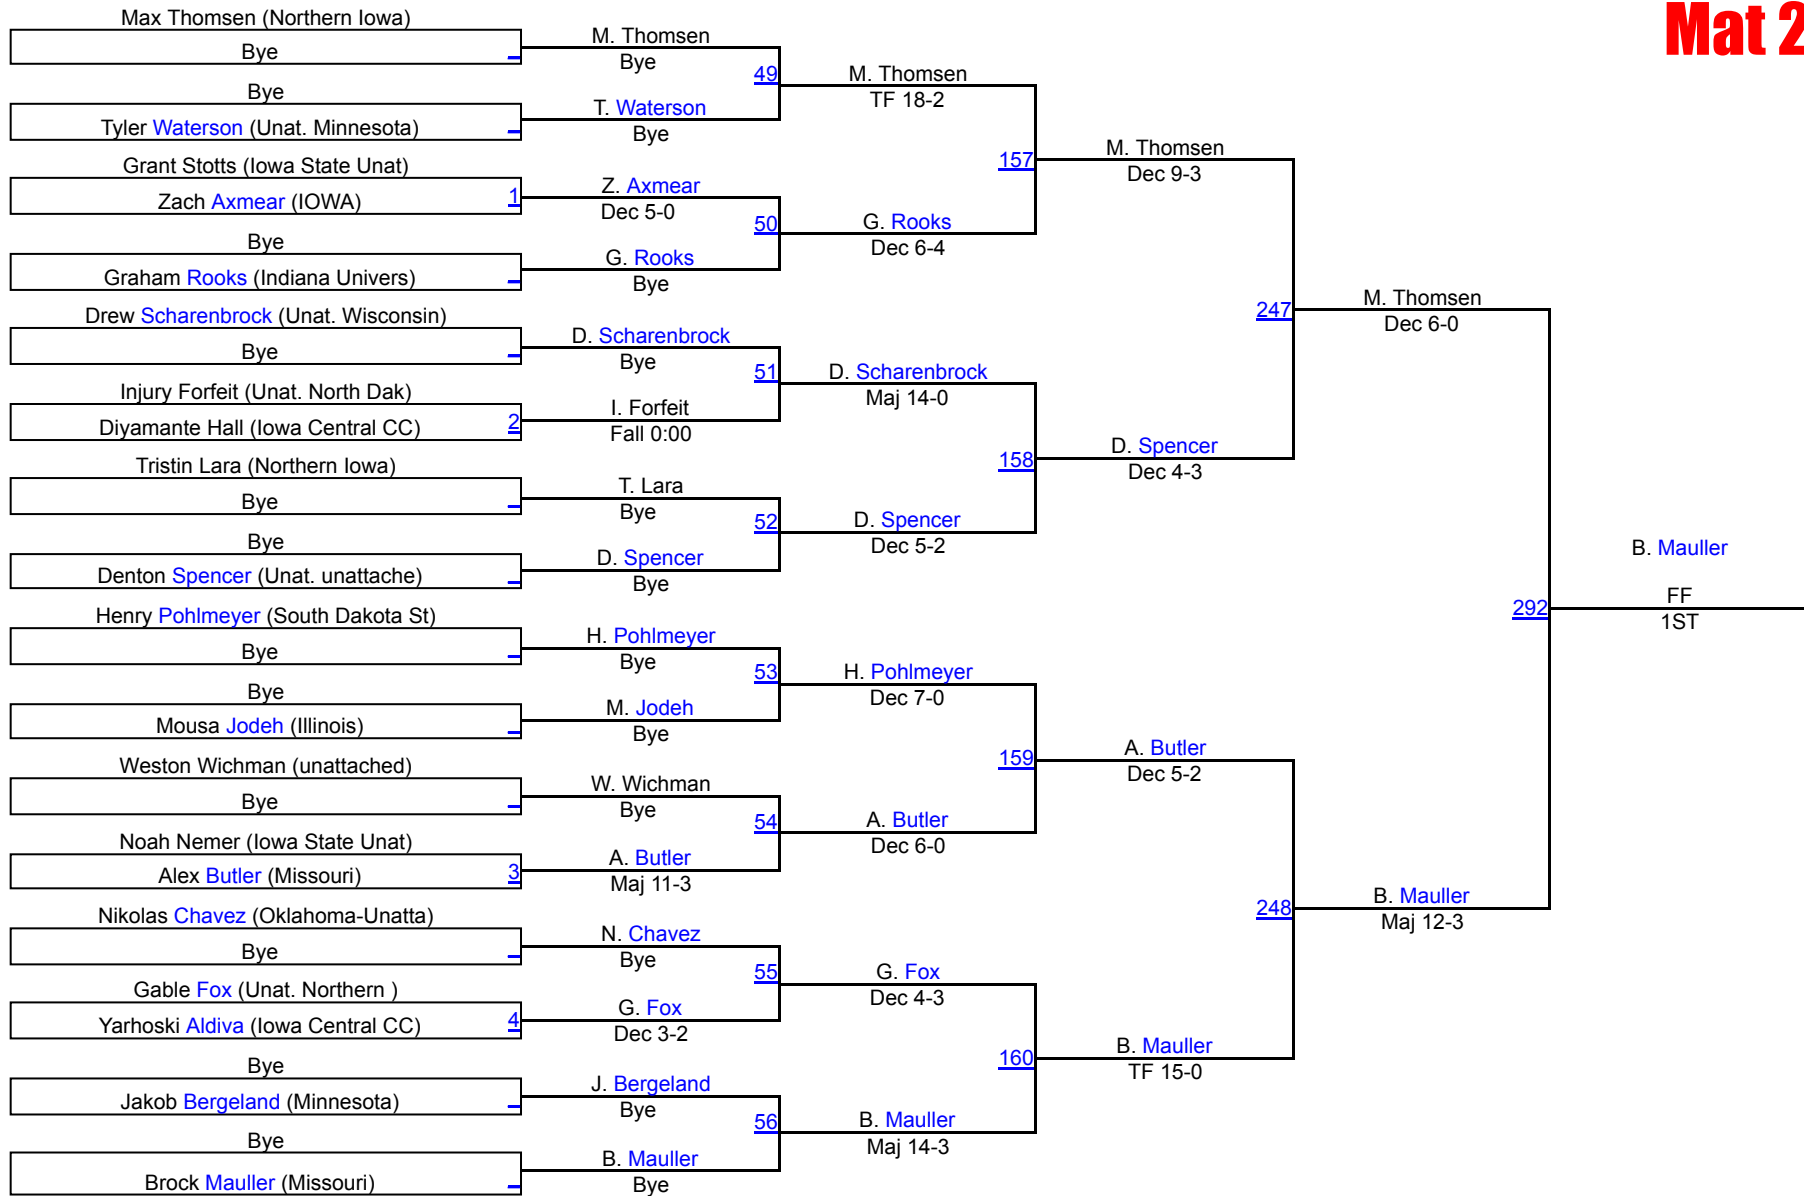 Mat 2
Max Thomsen (Northern Iowa)
Bye
Bye
Tyler Waterson (Unat. Minnesota)
Grant Stotts (Iowa State Unat)
Zach Axmear (IOWA) 1
Bye
Graham Rooks (Indiana Univers)
Drew Scharenbrock (Unat. Wisconsin)
Bye
Injury Forfeit (Unat. North Dak)
Diyamante Hall (Iowa Central CC) 2
Tristin Lara (Northern Iowa)
Bye
Bye
Denton Spencer (Unat. unattache)
Henry Pohlmeyer (South Dakota St)
Bye
Bye
Mousa Jodeh (Illinois)
Weston Wichman (unattached)
Bye
Noah Nemer (Iowa State Unat)
Alex Butler (Missouri) 3
Nikolas Chavez (Oklahoma-Unatta)
Bye
Gable Fox (Unat. Northern )
Yarhoski Aldiva (Iowa Central CC) 4
Bye
Jakob Bergeland (Minnesota)
Bye
Brock Mauller (Missouri)
M. Thomsen
Bye
49
T. Waterson
Bye
Z. Axmear
Dec 5-0
50
G. Rooks
Bye
D. Scharenbrock
Bye
51
I. Forfeit
Fall 0:00
T. Lara
Bye
52
D. Spencer
Bye
H. Pohlmeyer
Bye
53
M. Jodeh
Bye
W. Wichman
Bye
54
A. Butler
Maj 11-3
N. Chavez
Bye
55
G. Fox
Dec 3-2
J. Bergeland
Bye
56
B. Mauller
Bye
M. Thomsen
TF 18-2
157
G. Rooks
Dec 6-4
D. Scharenbrock
Maj 14-0
158
D. Spencer
Dec 5-2
H. Pohlmeyer
Dec 7-0
159
A. Butler
Dec 6-0
G. Fox
Dec 4-3
160
B. Mauller
Maj 14-3
M. Thomsen
Dec 9-3
247
D. Spencer
Dec 4-3
A. Butler
Dec 5-2
248
B. Mauller
TF 15-0
M. Thomsen
Dec 6-0
292
B. Mauller
Maj 12-3
B. Mauller
FF
1ST